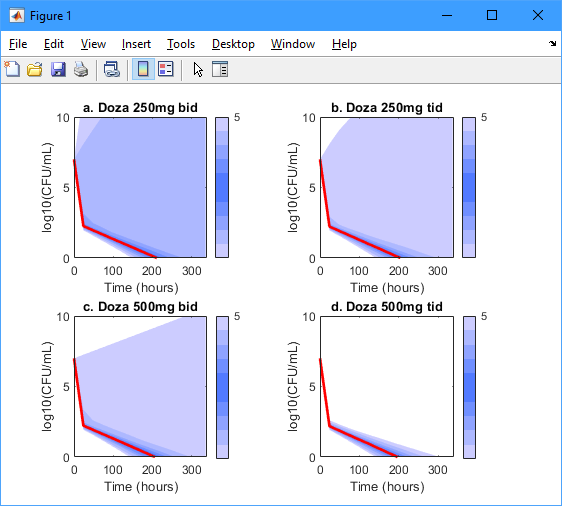 Figure 1
File Edit View Insert Tools Desktop Window Help
a. Doza 250mg bid
10
5
0
log10(CFU/mL)
0 100 200 300
Time (hours)
5
b. Doza 250mg tid
10
5
0
log10(CFU/mL)
0 100 200 300
Time (hours)
5
c. Doza 500mg bid
10
5
0
log10(CFU/mL)
0 100 200 300
Time (hours)
5
d. Doza 500mg tid
10
5
0
log10(CFU/mL)
0 100 200 300
Time (hours)
5